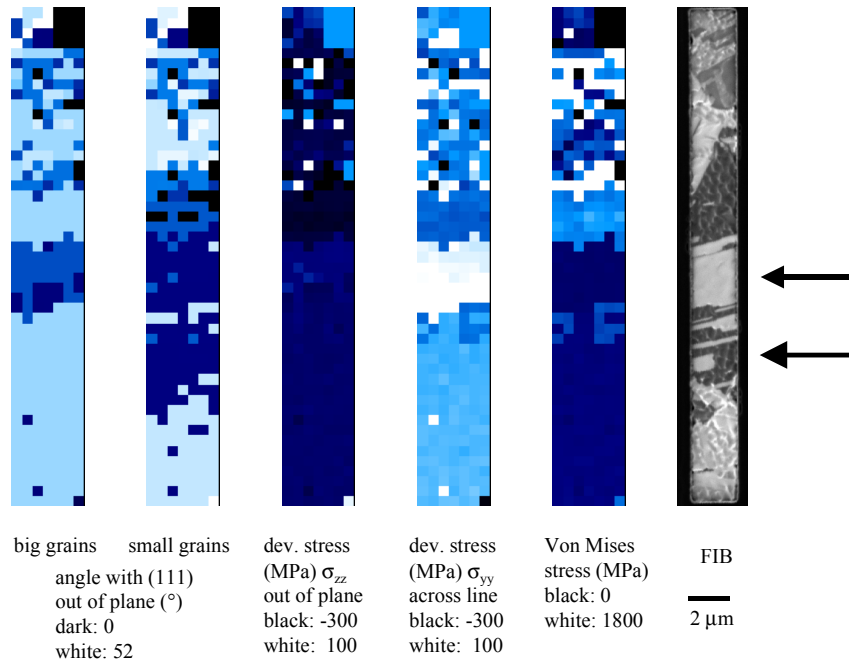 big grains
small grains
angle with (111)
out of plane (°)
dark: 0
white: 52
dev. stress
(MPa) σzz
out of plane
black: -300
white: 100
dev. stress
(MPa) σyy
across line
black: -300
white: 100
Von Mises
stress (MPa)
black: 0
white: 1800
FIB
2 μm